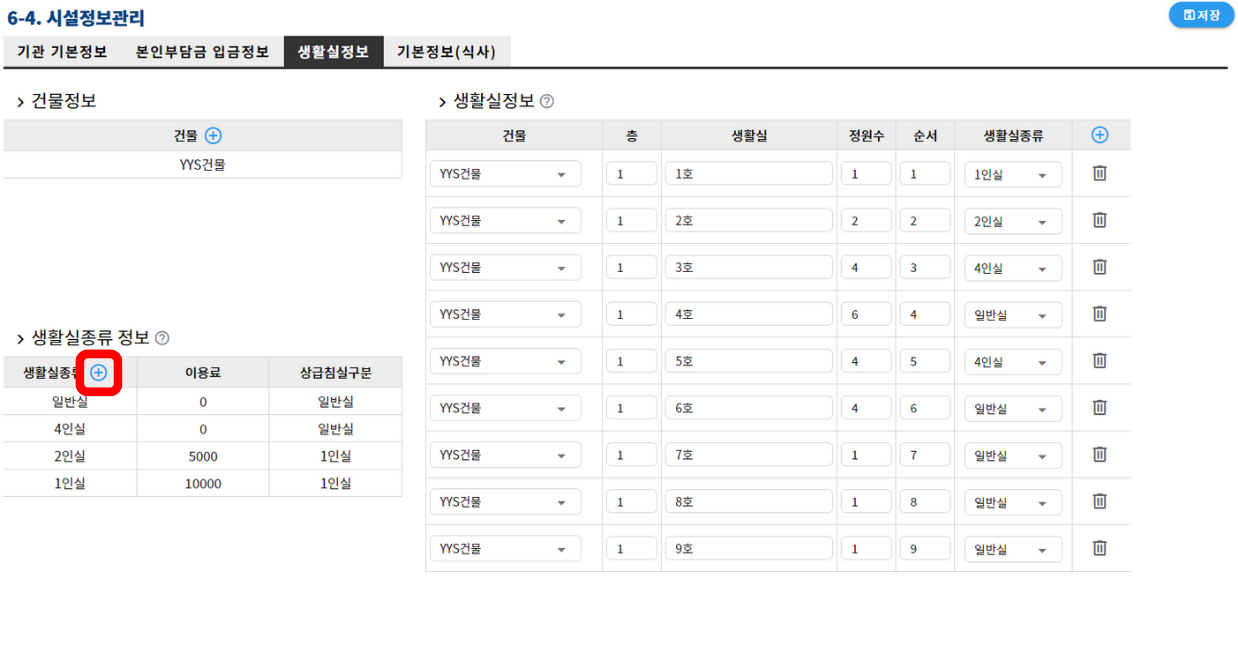 6-4. 시설정보관리
저장
기관 기본정보 본인부담금 입금정보 생활실정보 기본정보(식사)
건물정보
건물
YYS건물
생활실종류 정보
생활실종 이용료 상급침실구분
일반실 0 일반실
4인실 0 일반실
2인실 5000 1인실
1인실 10000 1인실
생활실정보
건물 층 생활실 정원수 순서 생활실종류
YYS건물 1 1호 1 1 1인실
YYS건물 1 2호 2 2 2인실
YYS건물 1 3호 4 3 4인실
YYS건물 1 4호 6 4 일반실
YYS건물 1 5호 4 5 4인실
YYS건물 1 6호 4 6 일반실
YYS건물 1 7호 1 7 일반실
YYS건물 1 8호 1 8 일반실
YYS건물 1 9호 1 9 일반실